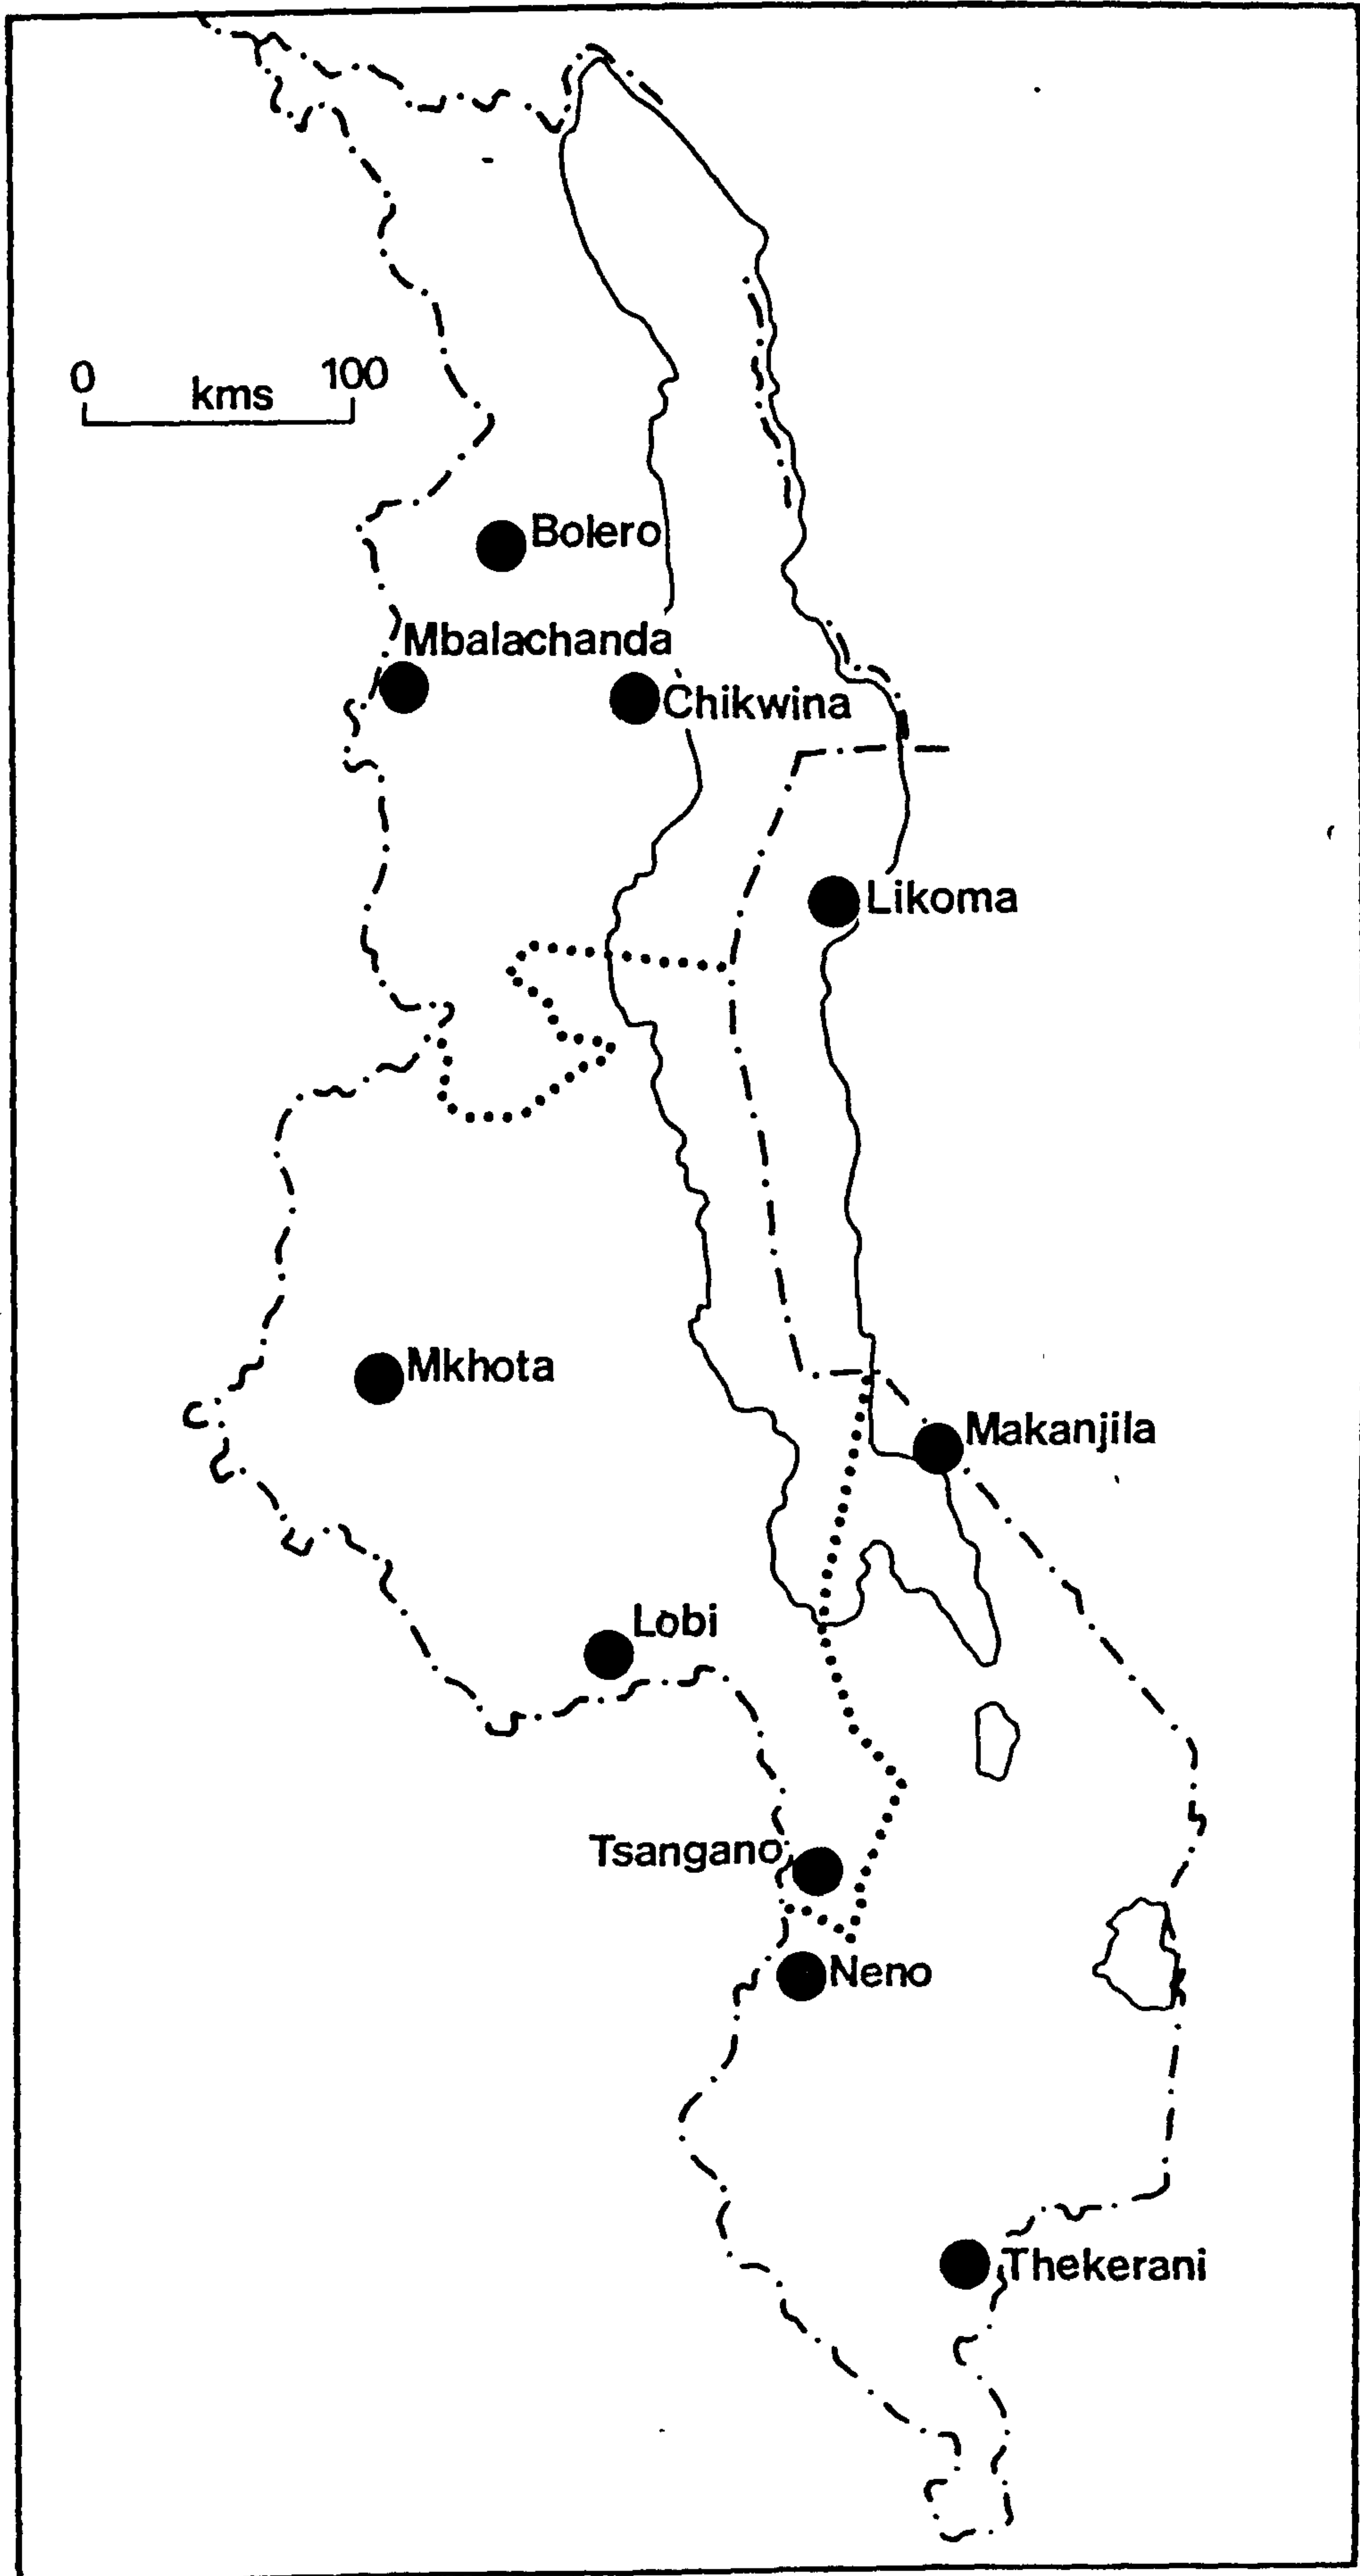 0 kms 100
Bolero
Mbalachanda
Chikwina
Likoma
Mkhota
Makanjila
Lobi
Tsangano
Neno
Thekerani